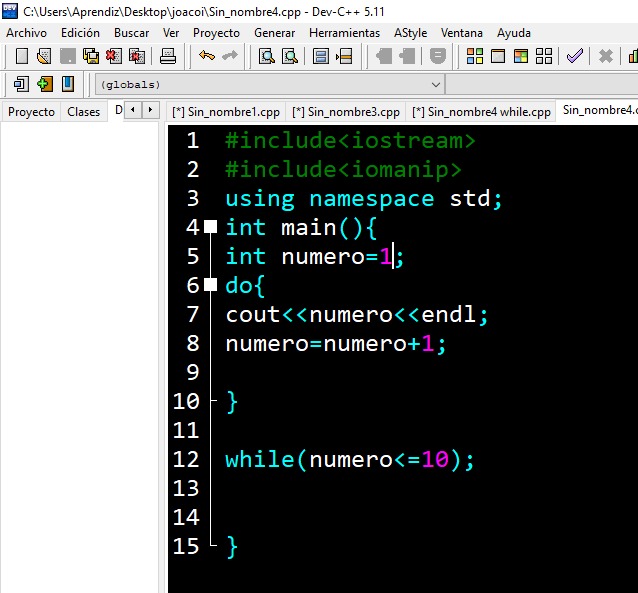 C:\Users\Aprendiz\Desktop\joacoi\Sin_nombre4.cpp - Dev-C++ 5.11
Archivo Edición Buscar Ver Proyecto Generar Herramientas AStyle Ventana Ayuda
(globals)
Proyecto Clases D [*] Sin_nombre1.cpp [*] Sin_nombre3.cpp [*] Sin_nombre4 while.cpp Sin_nombre4.c
1 #include<iostream>
2 #include<iomanip>
3 using namespace std;
4 int main(){
5 int numero=1;
6 do{
7 cout<<numero<<endl;
8 numero=numero+1;
9
10 }
11
12 while(numero<=10);
13
14
15 }